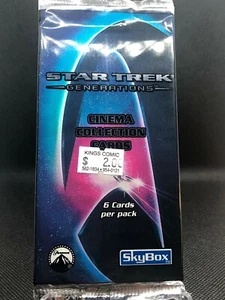 STAR TREK
GENERATIONS
CINEMA
COLLECTION
CARDS
KINGS COMIC
$ 2.00
6 Cards
per pack
SKYBOX